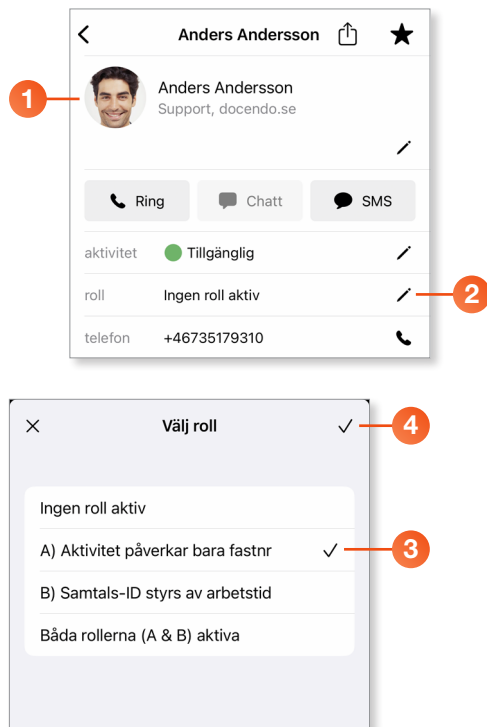 Anders Andersson
1
Anders Andersson
Support, docendo.se
Ring
Chatt
SMS
aktivitet
Tillgänglig
roll
Ingen roll aktiv
2
telefon
+46735179310
Välj roll
4
Ingen roll aktiv
A) Aktivitet påverkar bara fastnr
3
B) Samtals-ID styrs av arbetstid
Båda rollerna (A & B) aktiva